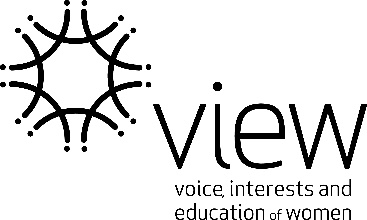 view
voice, interests and
education of women